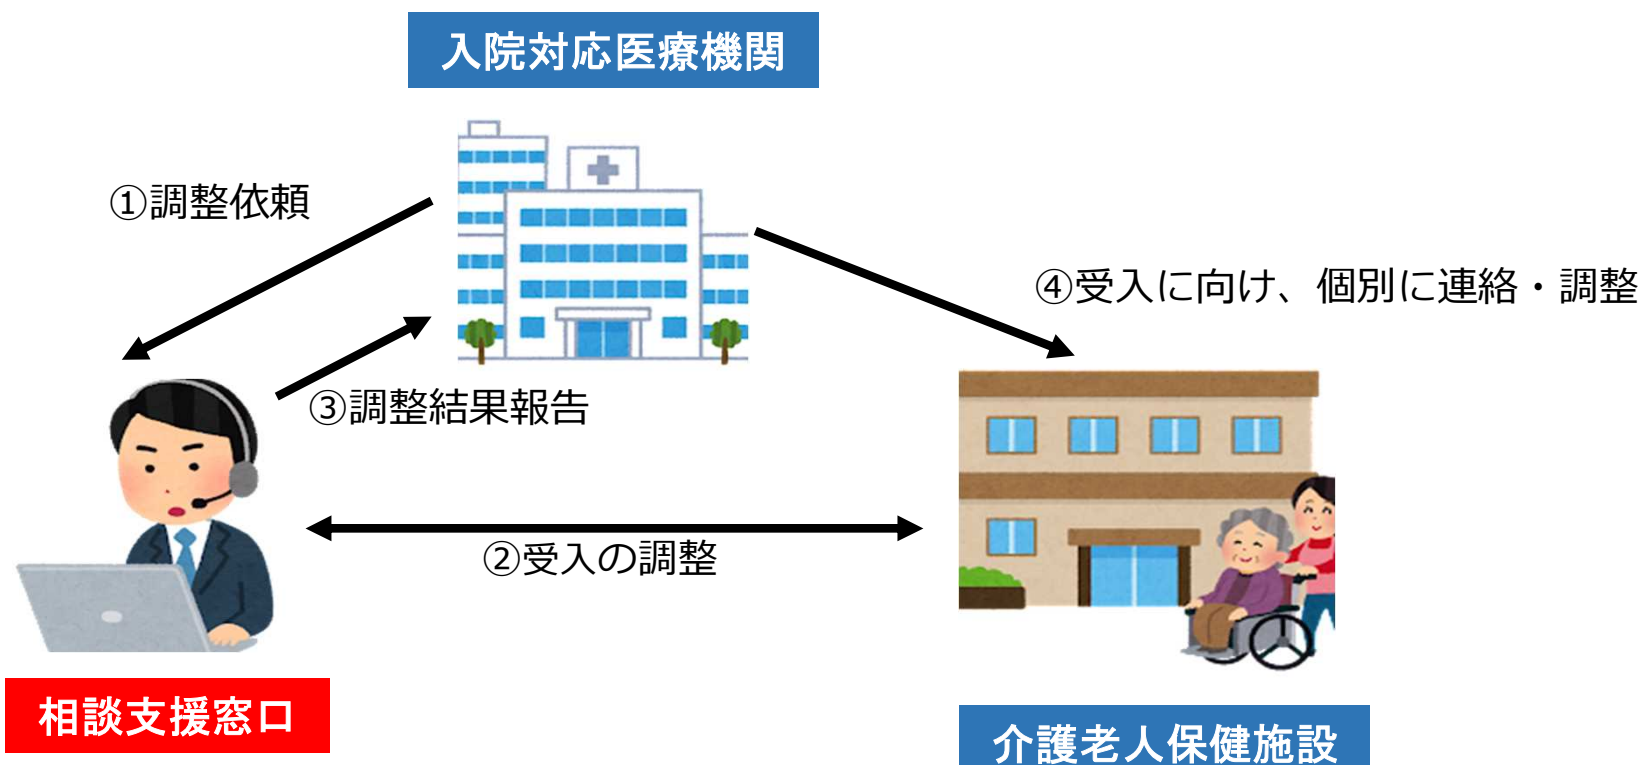 入院対応医療機関
①調整依頼
④受入に向け、個別に連絡・調整
③調整結果報告
②受入の調整
相談支援窓口
介護老人保健施設